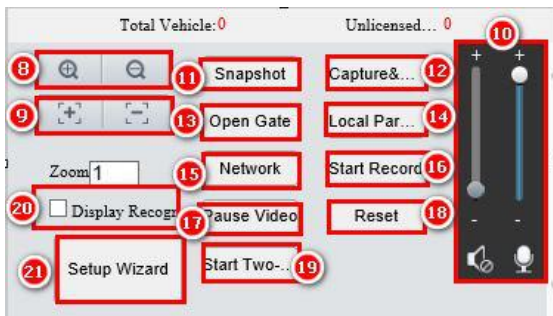 Total Vehicle:0 Unlicensed... 0
8 11 Snapshot Capture&... 12 10
+ +
9 13 Open Gate Local Par... 14
Zoom 1 15 Network Start Record 16
20 Display Recogn 17 Pause Video Reset 18
- -
21 Setup Wizard Start Two-... 19